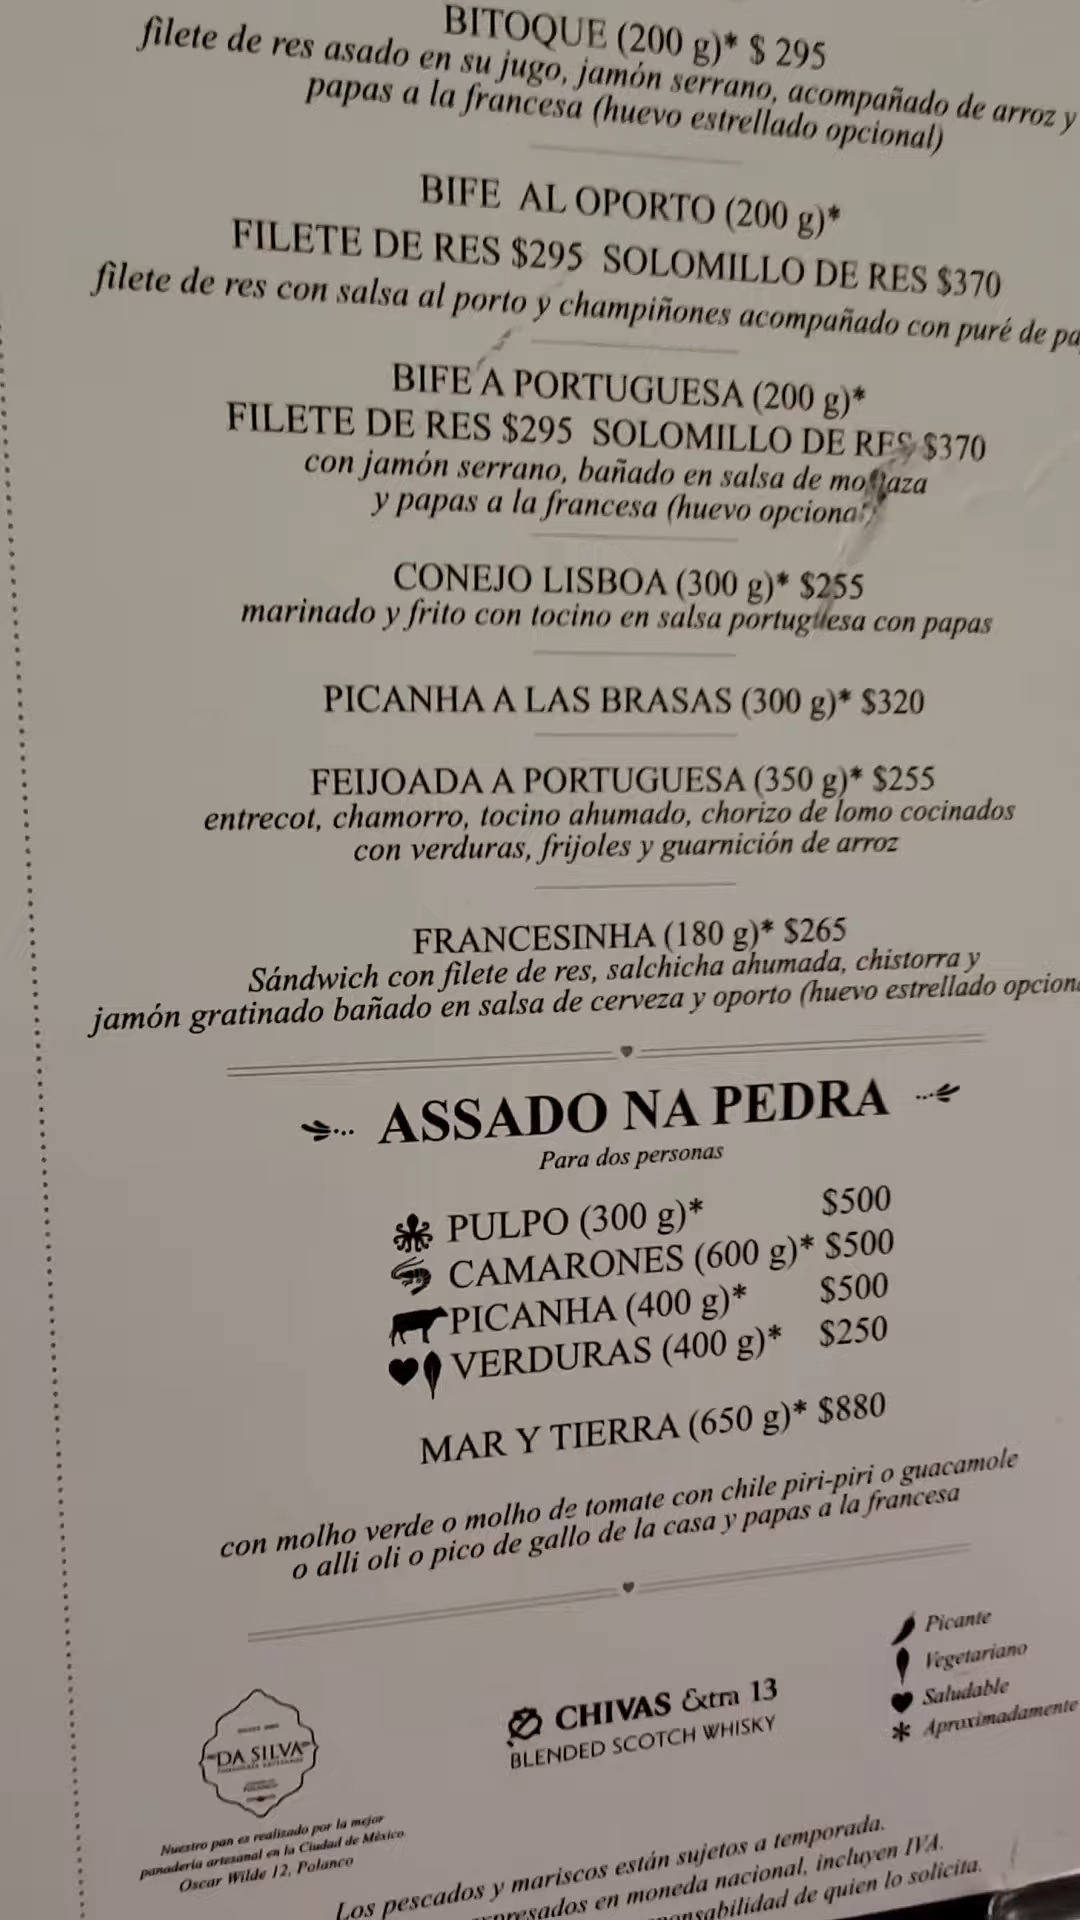 BITOQUE (200 g)* $ 295
filete de res asado en su jugo, jamón serrano, acompañado de arroz y
papas a la francesa (huevo estrellado opcional)
BIFE AL OPORTO (200 g)*
FILETE DE RES $295 SOLOMILLO DE RES $370
filete de res con salsa al porto y champiñones acompañado con puré de pa
BIFE A PORTUGUESA (200 g)*
FILETE DE RES $295 SOLOMILLO DE RES $370
con jamón serrano, bañado en salsa de mostaza
y papas a la francesa (huevo opcional)
CONEJO LISBOA (300 g)* $255
marinado y frito con tocino en salsa portuguesa con papas
PICANHA A LAS BRASAS (300 g)* $320
FEIJOADA A PORTUGUESA (350 g)* $255
entrecot, chamorro, tocino ahumado, chorizo de lomo cocinados
con verduras, frijoles y guarnición de arroz
FRANCESINHA (180 g)* $265
Sándwich con filete de res, salchicha ahumada, chistorra y
jamón gratinado bañado en salsa de cerveza y oporto (huevo estrellado opcion
ASSADO NA PEDRA
Para dos personas
PULPO (300 g)* $500
CAMARONES (600 g)* $500
PICANHA (400 g)* $500
VERDURAS (400 g)* $250
MAR Y TIERRA (650 g)* $880
con molho verde o molho de tomate con chile piri-piri o guacamole
o alli oli o pico de gallo de la casa y papas a la francesa
Picante
Vegetariano
Saludable
* Aproximadamente
CHIVAS Extra 13
BLENDED SCOTCH WHISKY
DA SILVA
Nuestro pan es realizado por la mejor
panadería artesanal en la Ciudad de México
Oscar Wilde 12, Polanco
Los pescados y mariscos están sujetos a temporada.
presados en moneda nacional, incluyen IVA.
onsabilidad de quien lo solicita.